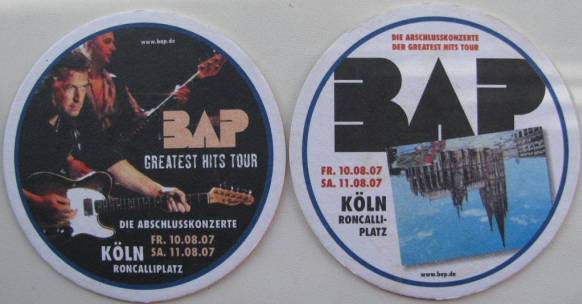 www.bap.de
BAP
GREATEST HITS TOUR
DIE ABSCHLUSSKONZERTE
KÖLN
FR. 10.08.07
SA. 11.08.07
RONCALLIPLATZ
DIE ABSCHLUSSKONZERTE
DER GREATEST HITS TOUR
BAP
FR. 10.08.07
SA. 11.08.07
KÖLN
RONCALLI-
PLATZ
www.bap.de